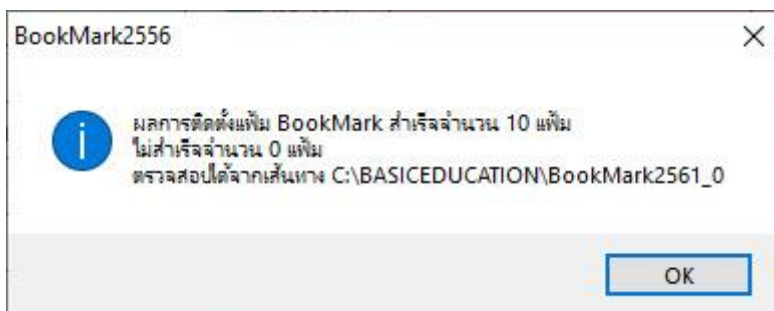 BookMark2556
ผลการติดตั้งแฟ้ม BookMark สำเร็จจำนวน 10 แฟ้ม
ไม่สำเร็จจำนวน 0 แฟ้ม
ตรวจสอบได้จากเส้นทาง C:\BASICEDUCATION\BookMark2561_0
OK